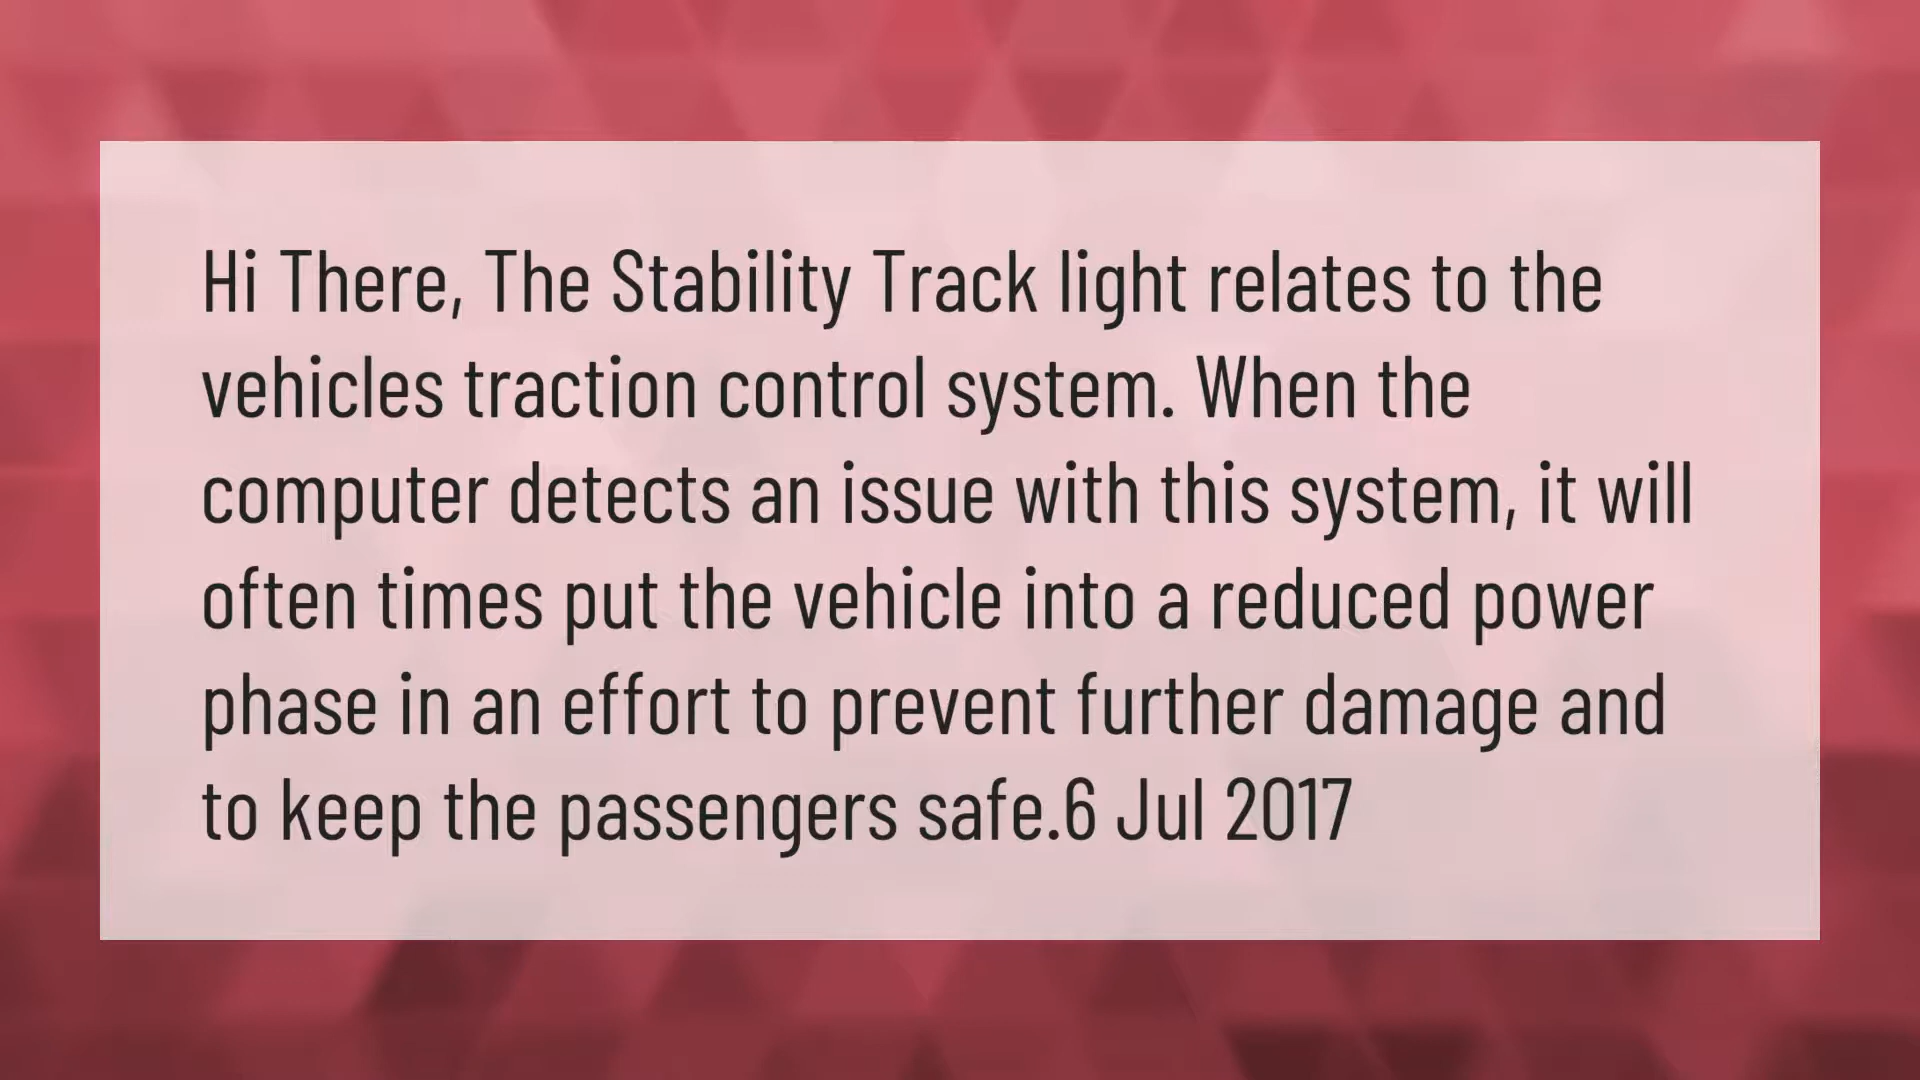 Hi There, The Stability Track light relates to the
vehicles traction control system. When the
computer detects an issue with this system, it will
often times put the vehicle into a reduced power
phase in an effort to prevent further damage and
to keep the passengers safe.6 Jul 2017